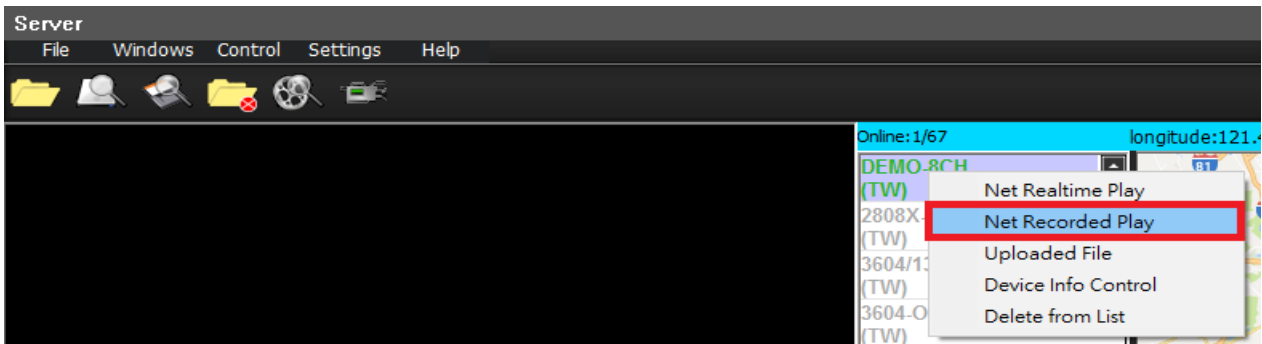 Server
File Windows Control Settings Help
Online:1/67 longitude:121.4
81
DEMO-8CH
(TW)
Net Realtime Play
2808X-
(TW)
Net Recorded Play
Uploaded File
3604/13
(TW)
Device Info Control
3604-O
(TW)
Delete from List